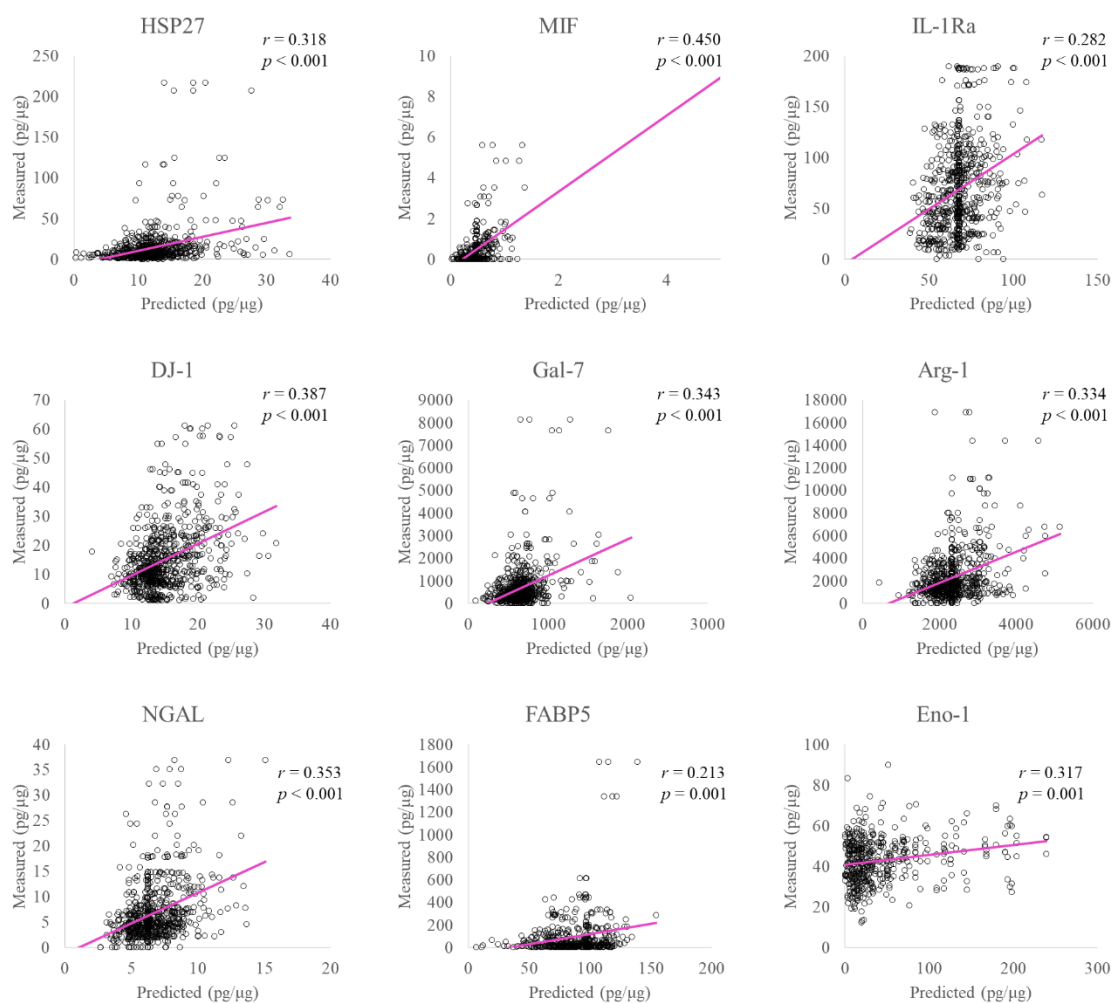 HSP27
r = 0.318
p < 0.001
250
200
150
100
50
0
0 10 20 30 40
Measured (pg/µg)
Predicted (pg/µg)
MIF
r = 0.450
p < 0.001
10
8
6
4
2
0
0 2 4
Measured (pg/µg)
Predicted (pg/µg)
IL-1Ra
r = 0.282
p < 0.001
200
150
100
50
0
0 50 100 150
Measured (pg/µg)
Predicted (pg/µg)
DJ-1
r = 0.387
p < 0.001
70
60
50
40
30
20
10
0
0 10 20 30 40
Measured (pg/µg)
Predicted (pg/µg)
Gal-7
r = 0.343
p < 0.001
9000
8000
7000
6000
5000
4000
3000
2000
1000
0
0 1000 2000 3000
Measured (pg/µg)
Predicted (pg/µg)
Arg-1
r = 0.334
p < 0.001
18000
16000
14000
12000
10000
8000
6000
4000
2000
0
0 2000 4000 6000
Measured (pg/µg)
Predicted (pg/µg)
NGAL
r = 0.353
p < 0.001
40
35
30
25
20
15
10
5
0
0 5 10 15 20
Measured (pg/µg)
Predicted (pg/µg)
FABP5
r = 0.213
p = 0.001
1800
1600
1400
1200
1000
800
600
400
200
0
0 50 100 150 200
Measured (pg/µg)
Predicted (pg/µg)
Eno-1
r = 0.317
p = 0.001
100
80
60
40
20
0
0 100 200 300
Measured (pg/µg)
Predicted (pg/µg)